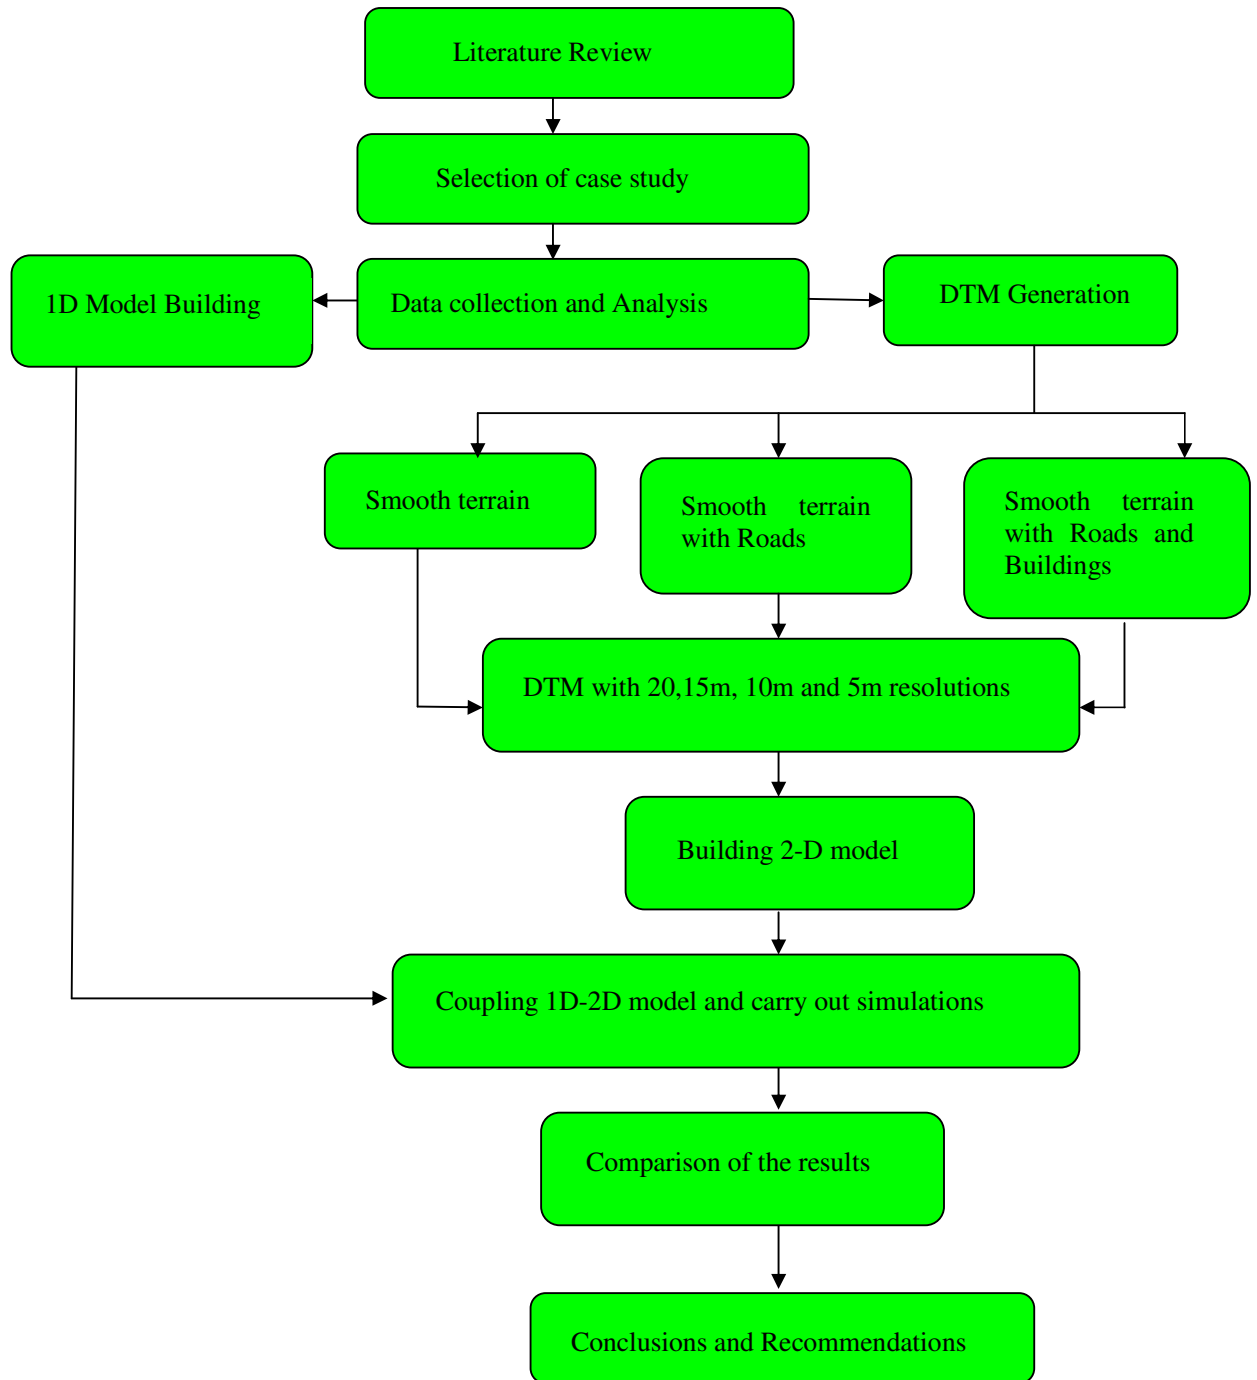 Literature Review
Selection of case study
1D Model Building
Data collection and Analysis
DTM Generation
Smooth terrain
Smooth terrain
with Roads
Smooth terrain
with Roads and
Buildings
DTM with 20,15m, 10m and 5m resolutions
Building 2-D model
Coupling 1D-2D model and carry out simulations
Comparison of the results
Conclusions and Recommendations